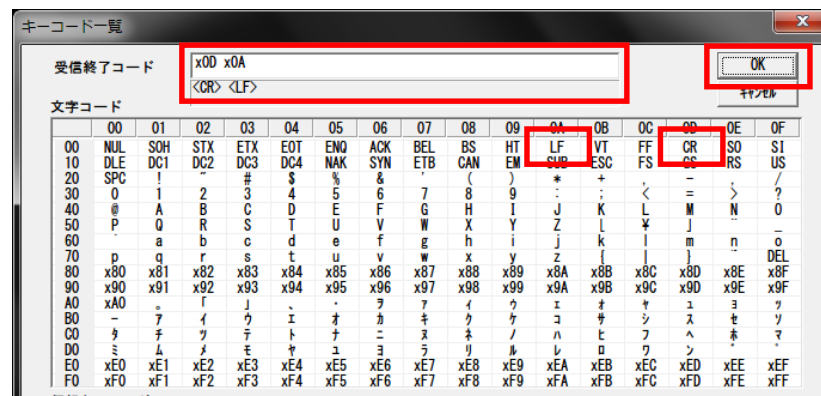 キーコード一覧
受信終了コード x0D x0A
<CR> <LF>
OK
キャンセル
文字コード
00 01 02 03 04 05 06 07 08 09 0A 0B 0C 0D 0E 0F
00 NUL SOH STX ETX EOT ENQ ACK BEL BS HT LF VT FF CR SO SI
10 DLE DC1 DC2 DC3 DC4 NAK SYN ETB CAN EM SUB ESC FS GS RS US
20 SPC ! " # $ % & ' ( ) * + , - . /
30 0 1 2 3 4 5 6 7 8 9 : ; < = > ?
40 @ A B C D E F G H I J K L M N O
50 P Q R S T U V W X Y Z [ ¥ ] ¨ _
60 ` a b c d e f g h i j k l m n o
70 p q r s t u v w x y z { | } ¨ DEL
80 x80 x81 x82 x83 x84 x85 x86 x87 x88 x89 x8A x8B x8C x8D x8E x8F
90 x90 x91 x92 x93 x94 x95 x96 x97 x98 x99 x9A x9B x9C x9D x9E x9F
A0 xA0 。 「 」 、 ・ ヲ ァ ィ ゥ ェ ォ ャ ュ ョ ッ
B0 ー ア イ ウ エ オ カ キ ク ケ コ サ シ ス セ ソ
C0 タ チ ツ テ ト ナ ニ ヌ ネ ノ ハ ヒ フ ヘ ホ マ
D0 ミ ム メ モ ヤ ユ ヨ ラ リ ル レ ロ ワ ン ゛ ゜
E0 xE0 xE1 xE2 xE3 xE4 xE5 xE6 xE7 xE8 xE9 xEA xEB xEC xED xEE xEF
F0 xF0 xF1 xF2 xF3 xF4 xF5 xF6 xF7 xF8 xF9 xFA xFB xFC xFD xFE xFF